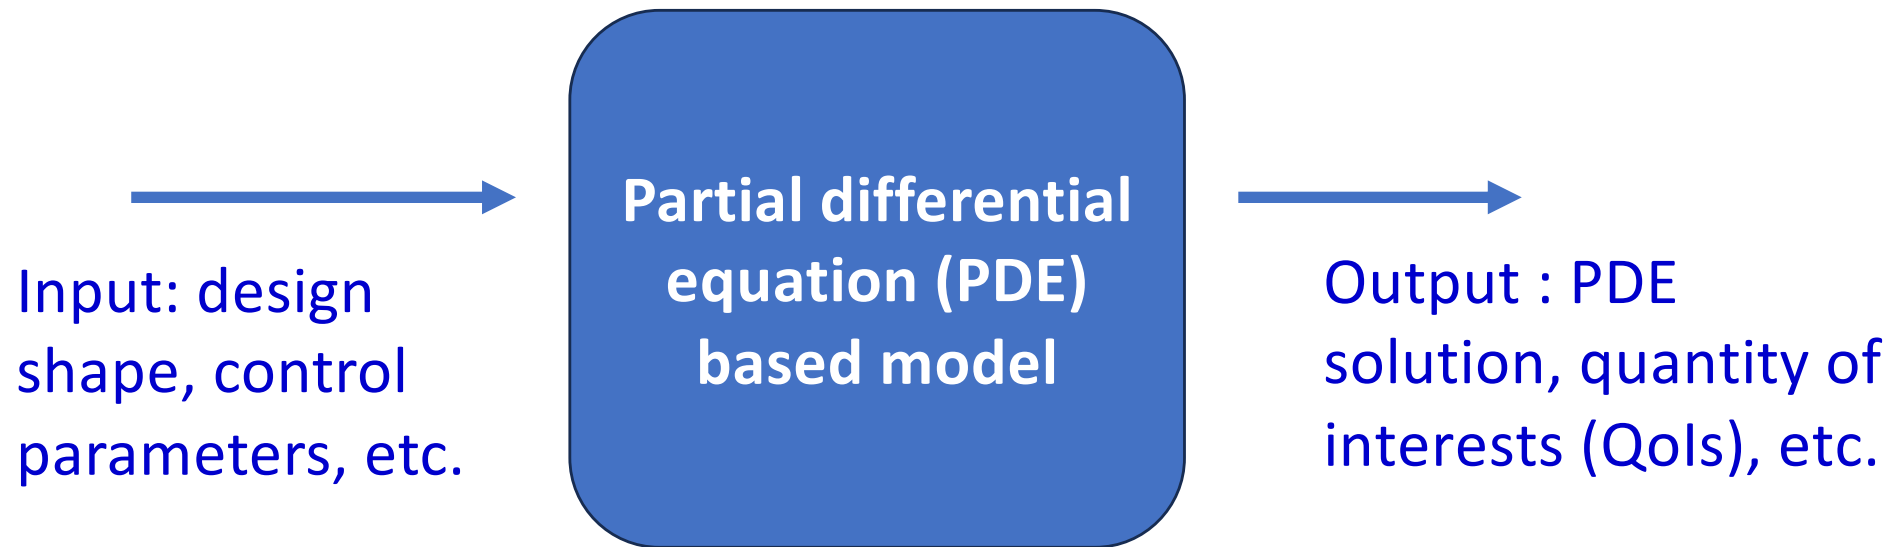 Input: design
shape, control
parameters, etc.
Partial differential
equation (PDE)
based model
Output : PDE
solution, quantity of
interests (QoIs), etc.